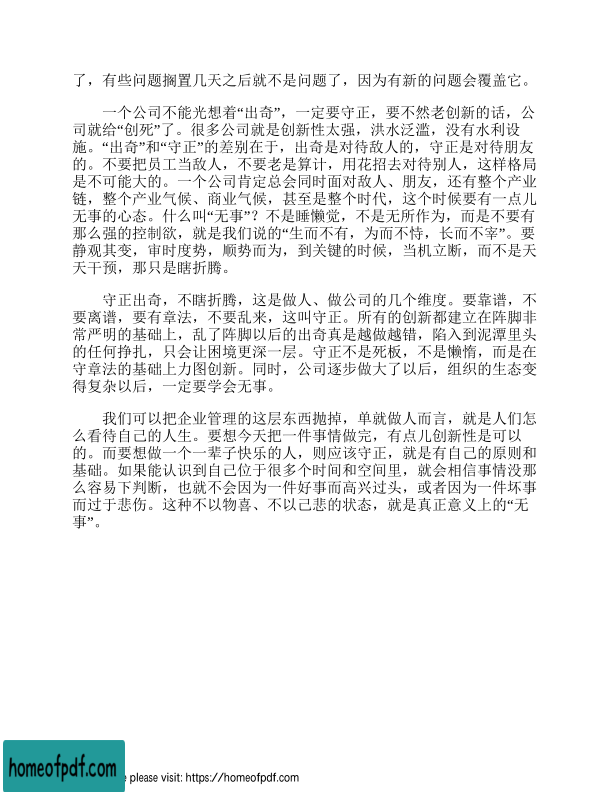 了，有些问题搁置几天之后就不是问题了，因为有新的问题会覆盖它。
一个公司不能光想着“出奇”，一定要守正，要不然老创新的话，公
司就给“创死”了。很多公司就是创新性太强，洪水泛滥，没有水利设
施。“出奇”和“守正”的差别在于，出奇是对待敌人的，守正是对待朋友
的。不要把员工当敌人，不要老是算计，用花招去对待别人，这样格局
是不可能大的。一个公司肯定总会同时面对敌人、朋友，还有整个产业
链，整个产业气候、商业气候，甚至是整个时代，这个时候要有一点儿
无事的心态。什么叫“无事”？不是睡懒觉，不是无所作为，而是不要有
那么强的控制欲，就是我们说的“生而不有，为而不恃，长而不宰”。要
静观其变，审时度势，顺势而为，到关键的时候，当机立断，而不是天
天干预，那只是瞎折腾。
守正出奇，不瞎折腾，这是做人、做公司的几个维度。要靠谱，不
要离谱，要有章法，不要乱来，这叫守正。所有的创新都建立在阵脚非
常严明的基础上，乱了阵脚以后的出奇真是越做越错，陷入到泥潭里头
的任何挣扎，只会让困境更深一层。守正不是死板，不是懒惰，而是在
守章法的基础上力图创新。同时，公司逐步做大了以后，组织的生态变
得复杂以后，一定要学会无事。
我们可以把企业管理的这层东西抛掉，单就做人而言，就是人们怎
么看待自己的人生。要想今天把一件事情做完，有点儿创新性是可以
的。而要想做一个一辈子快乐的人，则应该守正，就是有自己的原则和
基础。如果能认识到自己位于很多个时间和空间里，就会相信事情没那
么容易下判断，也就不会因为一件好事而高兴过头，或者因为一件坏事
而过于悲伤。这种不以物喜、不以己悲的状态，就是真正意义上的“无
事”。
homeofpdf.com
please visit: https://homeofpdf.com